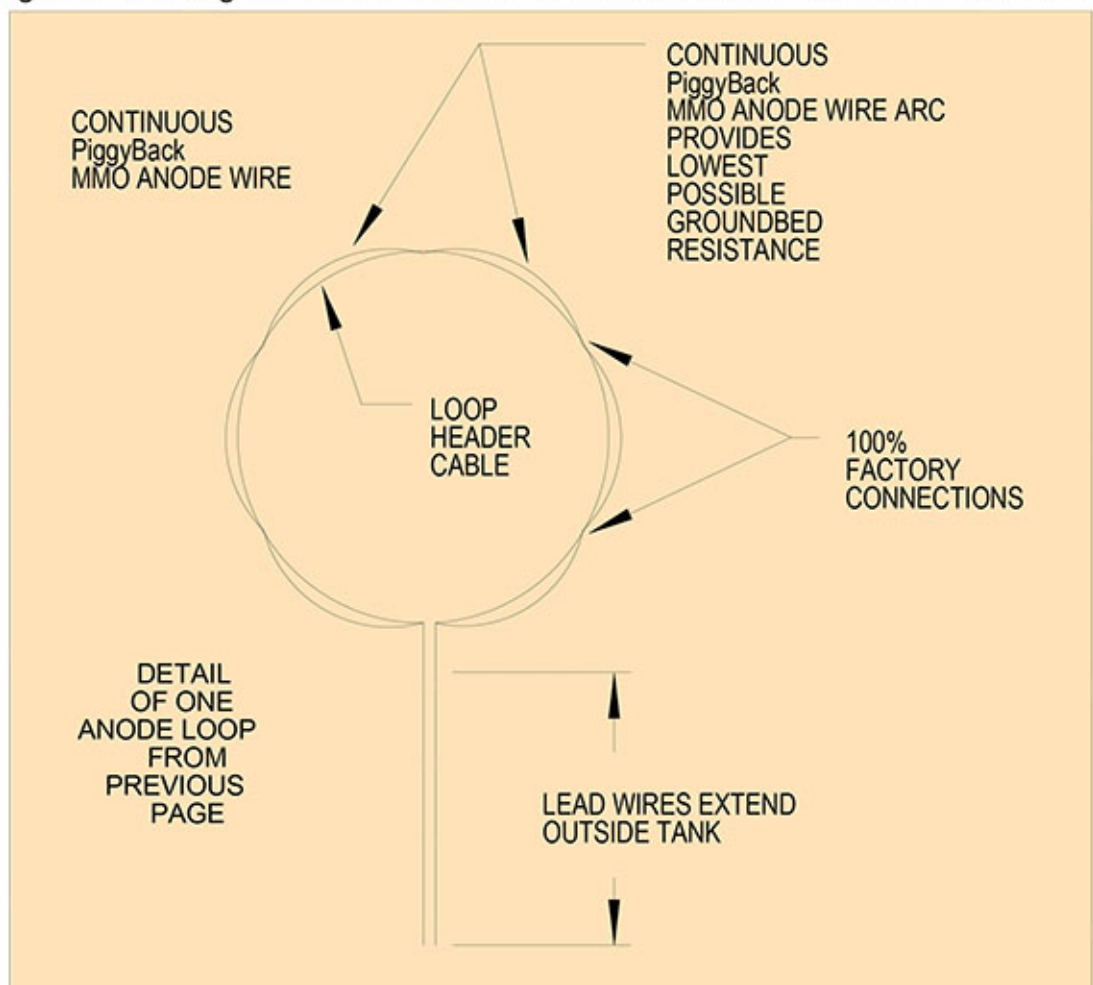 CONTINUOUS
PiggyBack
MMO ANODE WIRE
CONTINUOUS
PiggyBack
MMO ANODE WIRE ARC
PROVIDES
LOWEST
POSSIBLE
GROUNDBED
RESISTANCE
LOOP
HEADER
CABLE
100%
FACTORY
CONNECTIONS
DETAIL
OF ONE
ANODE LOOP
FROM
PREVIOUS
PAGE
LEAD WIRES EXTEND
OUTSIDE TANK